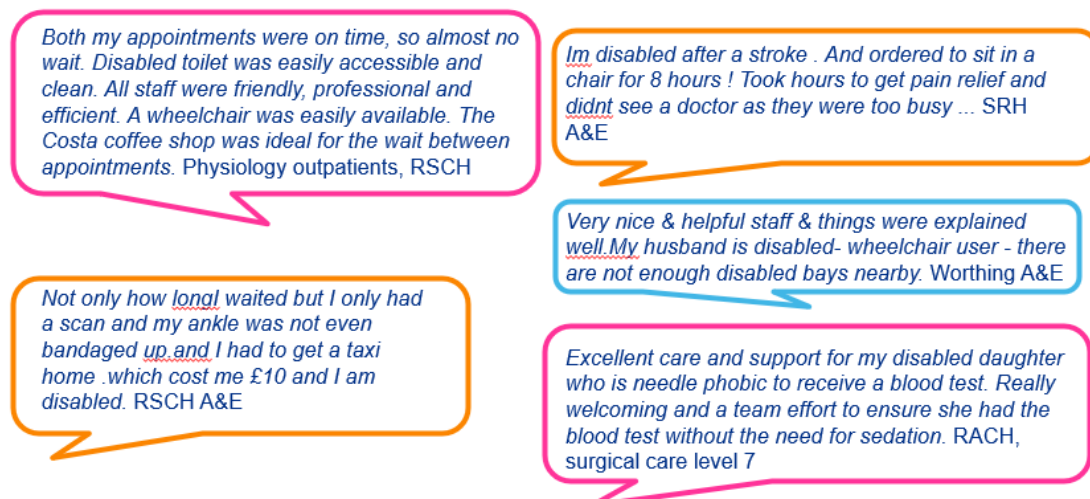 Both my appointments were on time, so almost no
wait. Disabled toilet was easily accessible and
clean. All staff were friendly, professional and
efficient. A wheelchair was easily available. The
Costa coffee shop was ideal for the wait between
appointments. Physiology outpatients, RSCH
Im disabled after a stroke . And ordered to sit in a
chair for 8 hours ! Took hours to get pain relief and
didnt see a doctor as they were too busy ... SRH
A&E
Very nice & helpful staff & things were explained
well.My husband is disabled- wheelchair user - there
are not enough disabled bays nearby. Worthing A&E
Not only how longI waited but I only had
a scan and my ankle was not even
bandaged up.and I had to get a taxi
home .which cost me £10 and I am
disabled. RSCH A&E
Excellent care and support for my disabled daughter
who is needle phobic to receive a blood test. Really
welcoming and a team effort to ensure she had the
blood test without the need for sedation. RACH,
surgical care level 7